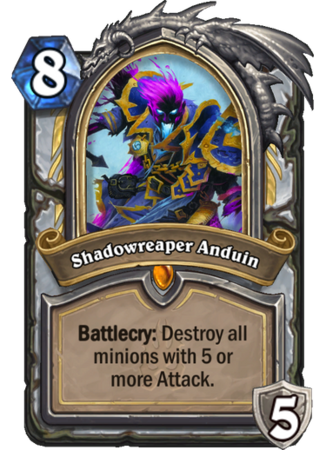 8
Shadowreaper Anduin
Battlecry: Destroy all
minions with 5 or
more Attack.
5